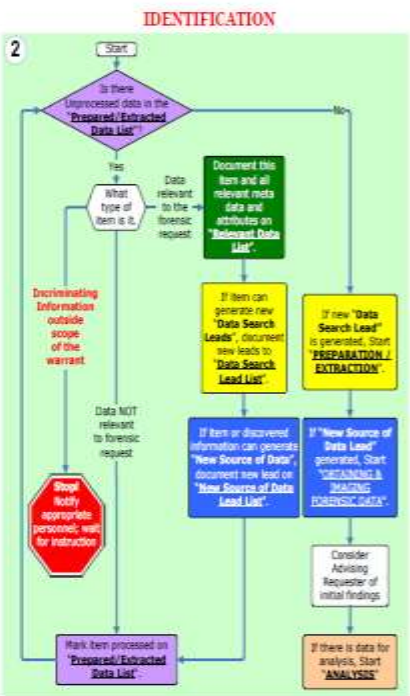 IDENTIFICATION
2
Start
Is there
Unprocessed data in the
"Prepared/Extracted
Data List"?
No
Yes
What
type of
item is it.
Data
relevant
to the
forensic
request
Document this
item and all
relevant meta
data and
attributes on
"Relevant Data
List".
Incriminating
Information
outside
scope
of the
warrant
If item can
generate new
"Data Search
Leads", document
new leads to
"Data Search
Lead List".
If new "Data
Search Lead"
is generated, Start
"PREPARATION /
EXTRACTION".
Data NOT
relevant
to forensic
request
If item or discovered
information can generate
"New Source of Data",
document new lead on
"New Source of Data
Lead List".
If "New Source of
Data Lead"
generated, Start
"OBTAINING &
IMAGING
FORENSIC DATA".
Stop!
Notify
appropriate
personnel; wait
for instruction
Consider
Advising
Requester of
initial findings
Mark item processed on
"Prepared/Extracted
Data List".
If there is data for
analysis, Start
"ANALYSIS"